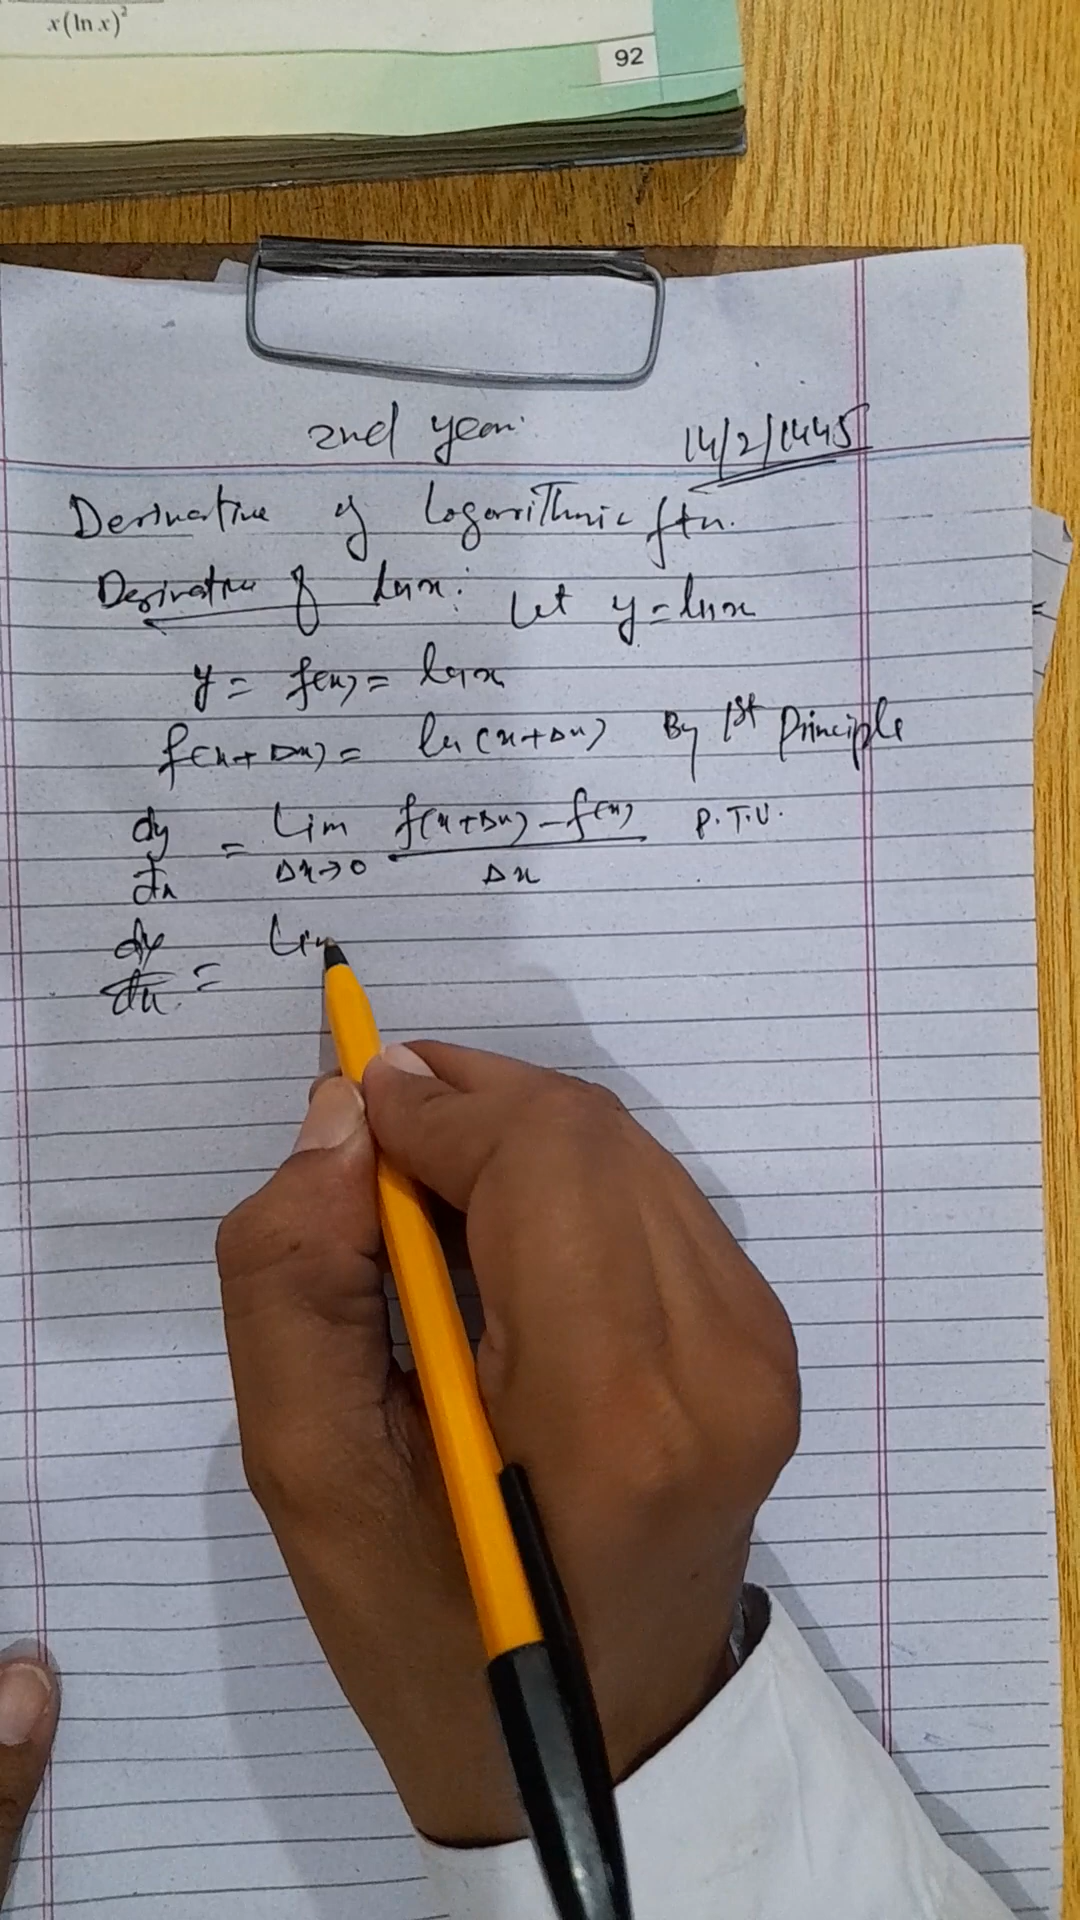 x(ln x)²
92
2nd year.
14/2/1445
Derivative of Logarithmic ftn.
Derivative of lnx: Let y = lnx
y = f(x) = lnx
f(x+Δx) = ln(x+Δx) By 1st Principle
dy/dx = Lim Δx→0 f(x+Δx) - f(x) / Δx P.T.V.
dy/dx = Lim